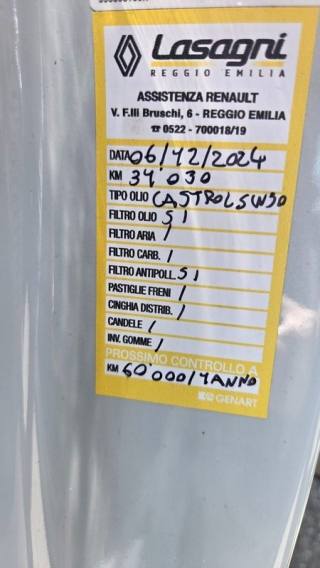 Lasagni
REGGIO EMILIA
ASSISTENZA RENAULT
V. F.lli Bruschi, 6 - REGGIO EMILIA
☎ 0522 - 700018/19
DATA 06/12/2024
KM 34'030
TIPO OLIO CASTROL 5W30
FILTRO OLIO SI
FILTRO ARIA /
FILTRO CARB. /
FILTRO ANTIPOLL. SI
PASTIGLIE FRENI /
CINGHIA DISTRIB. /
CANDELE /
INV. GOMME /
PROSSIMO CONTROLLO A
KM 60'000/1ANNO
GENART